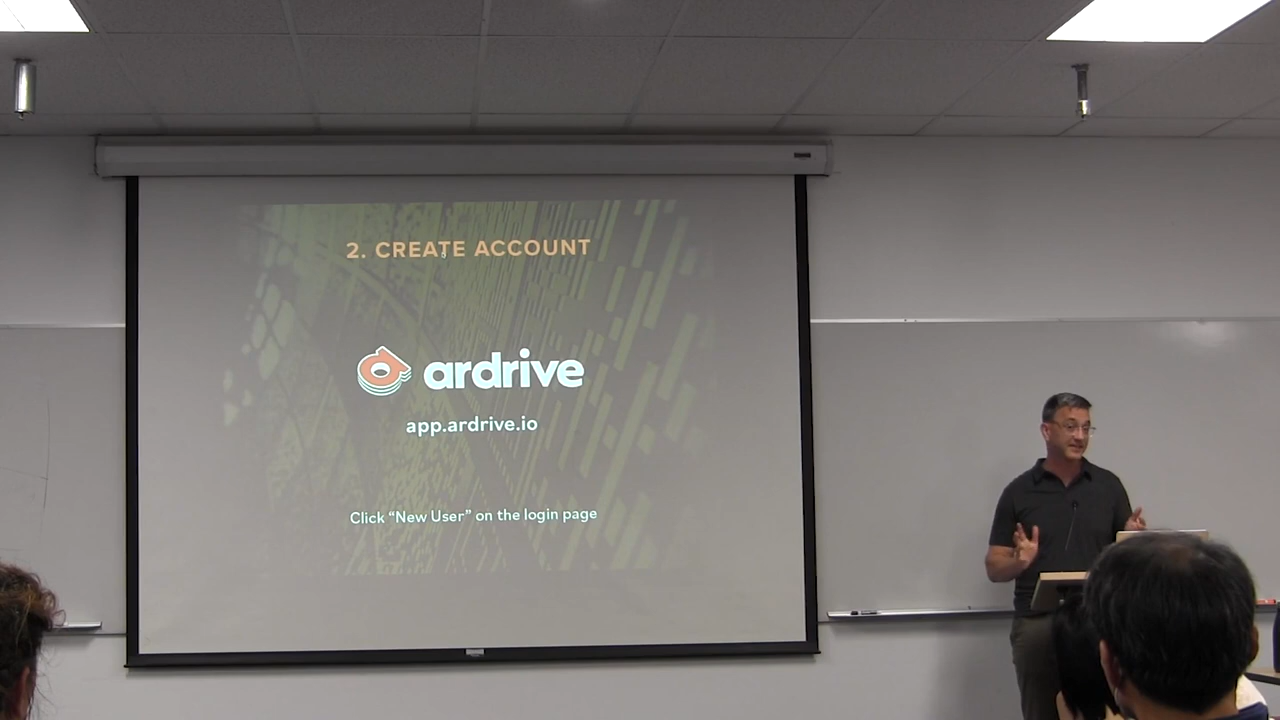 2. CREATE ACCOUNT
ardrive
app.ardrive.io
Click “New User” on the login page